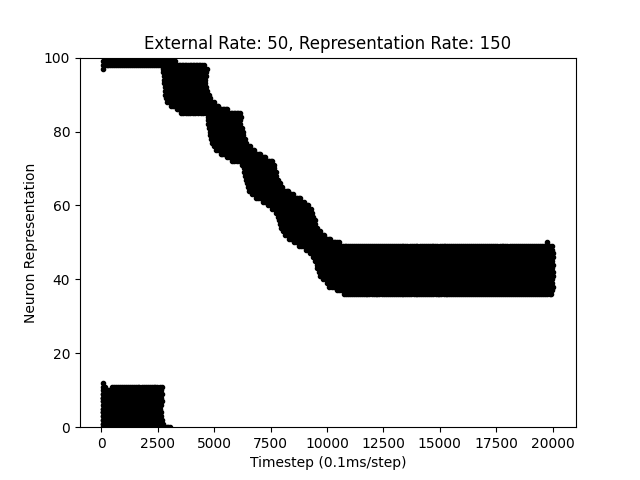 External Rate: 50, Representation Rate: 150
100
80
60
40
20
0
Neuron Representation
0 2500 5000 7500 10000 12500 15000 17500 20000
Timestep (0.1ms/step)